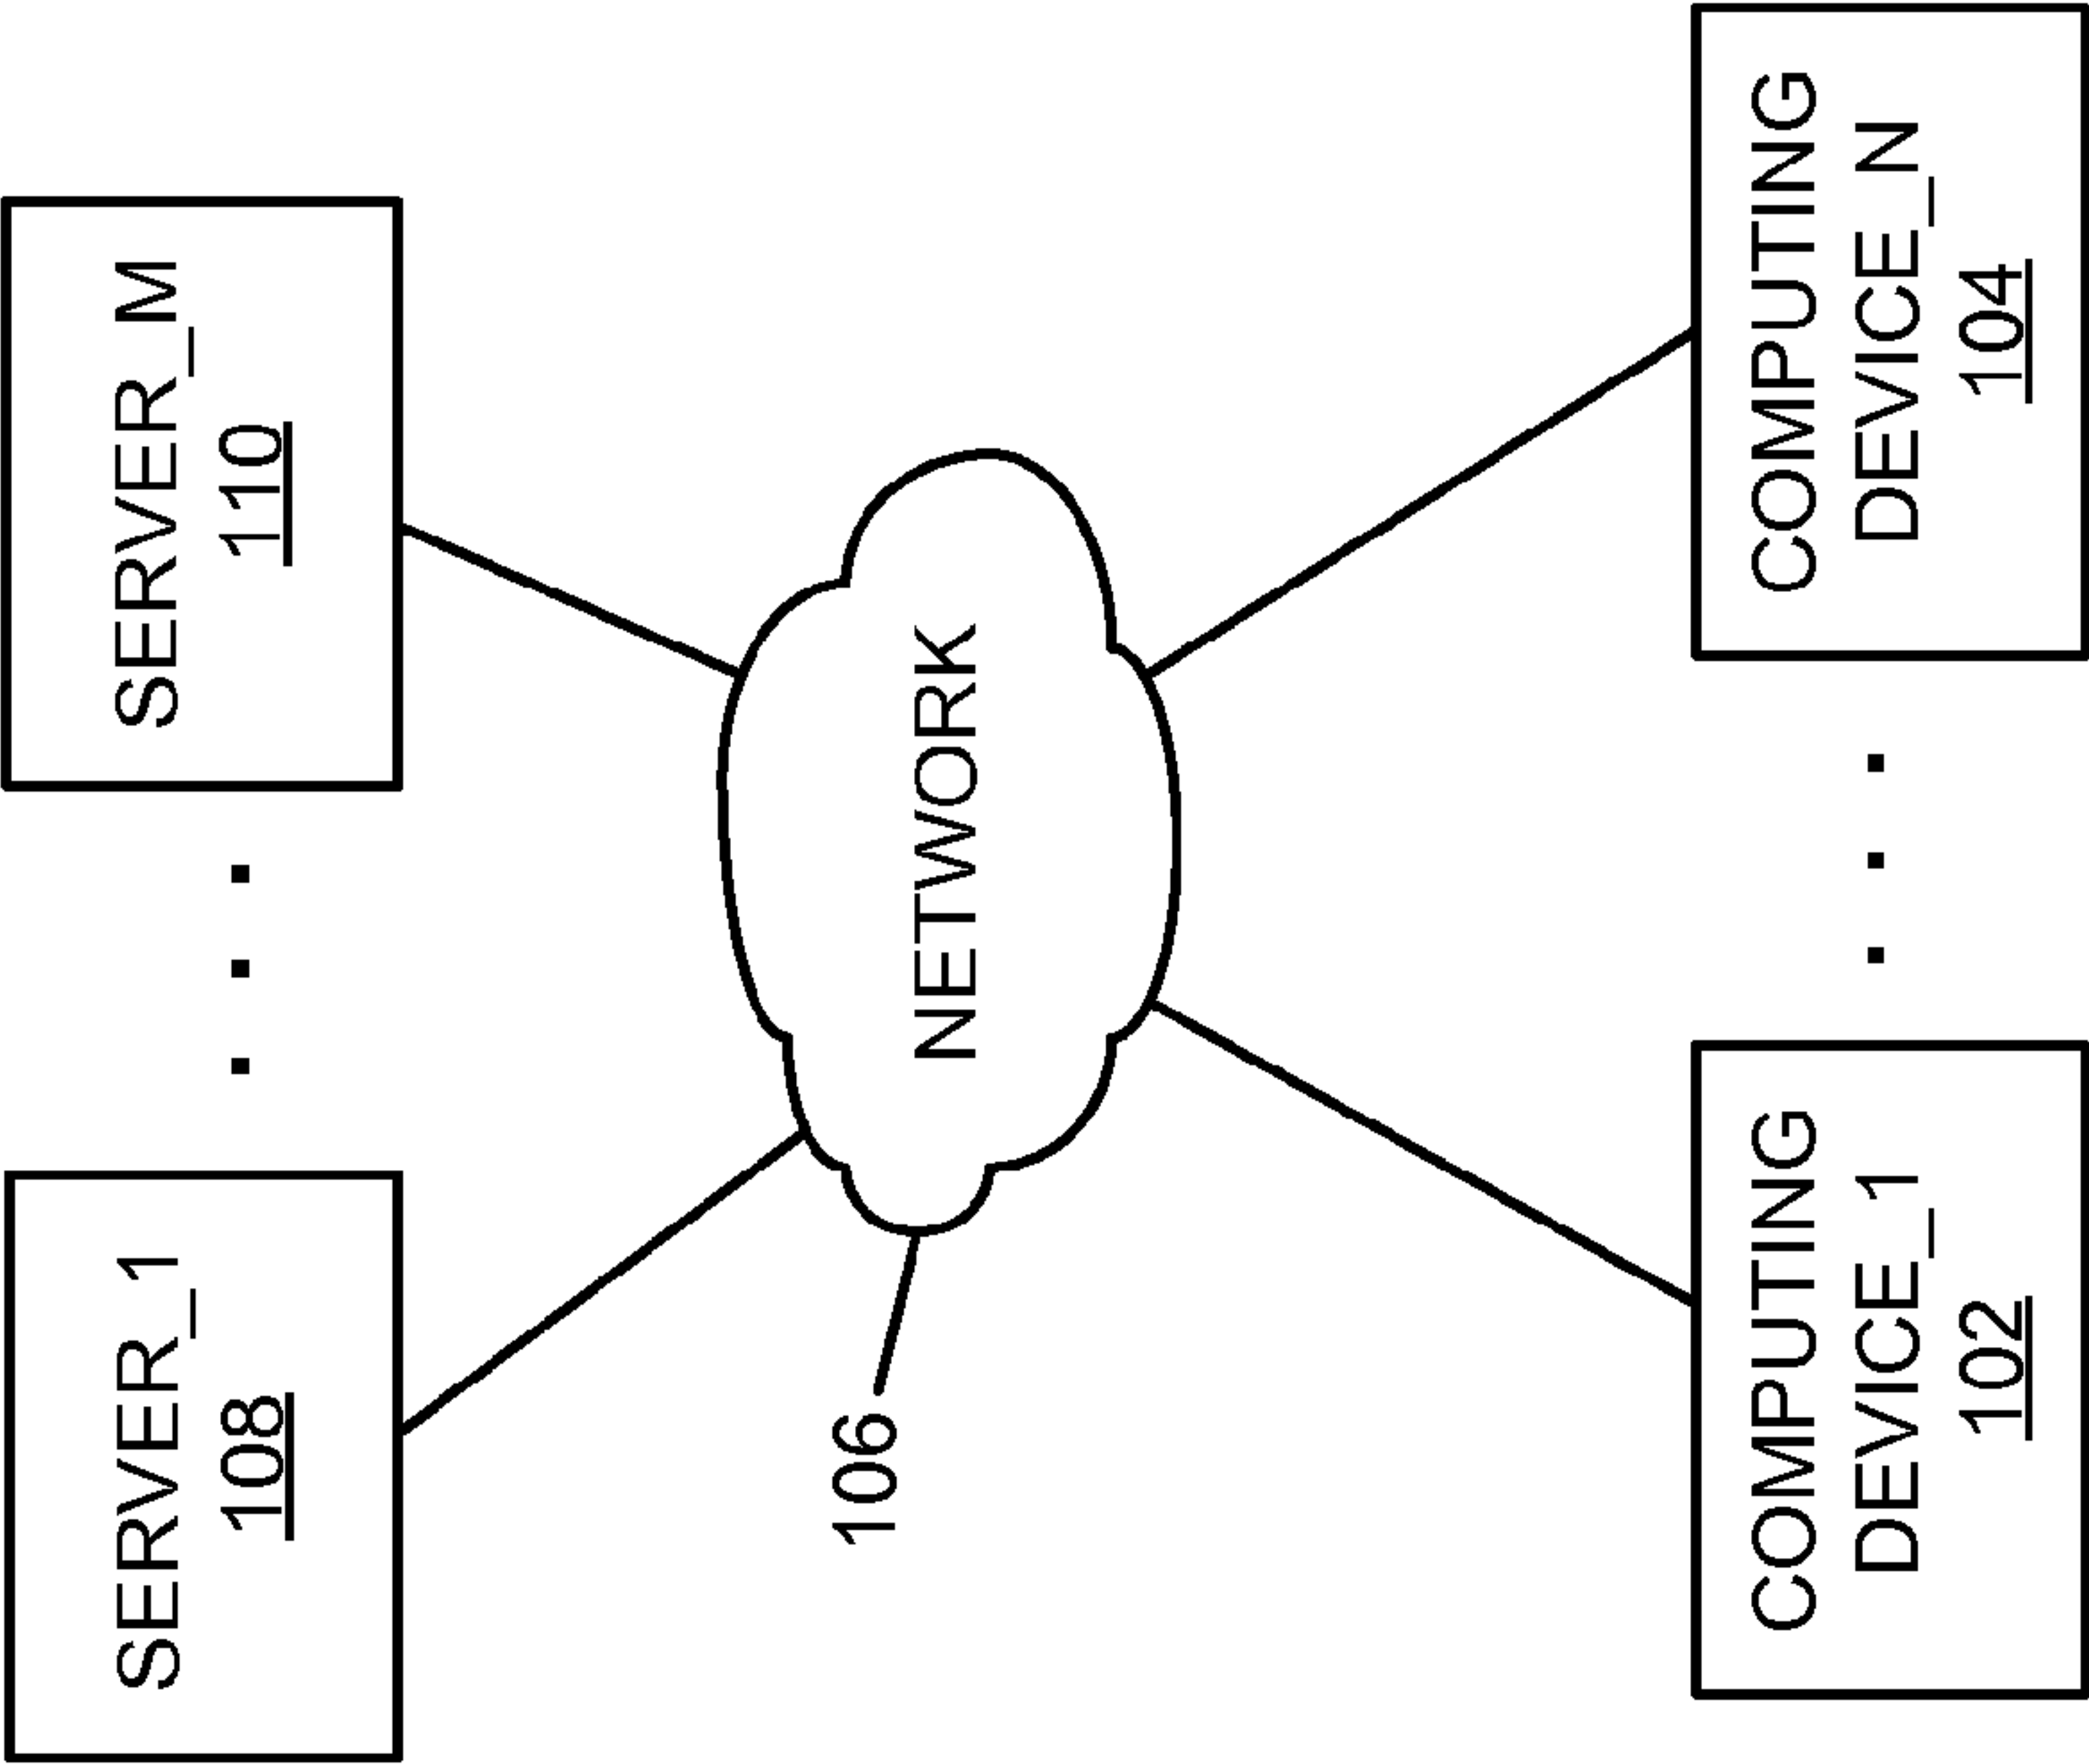 SERVER_1
108
SERVER_M
110
NETWORK
106
COMPUTING
DEVICE_1
102
COMPUTING
DEVICE_N
104